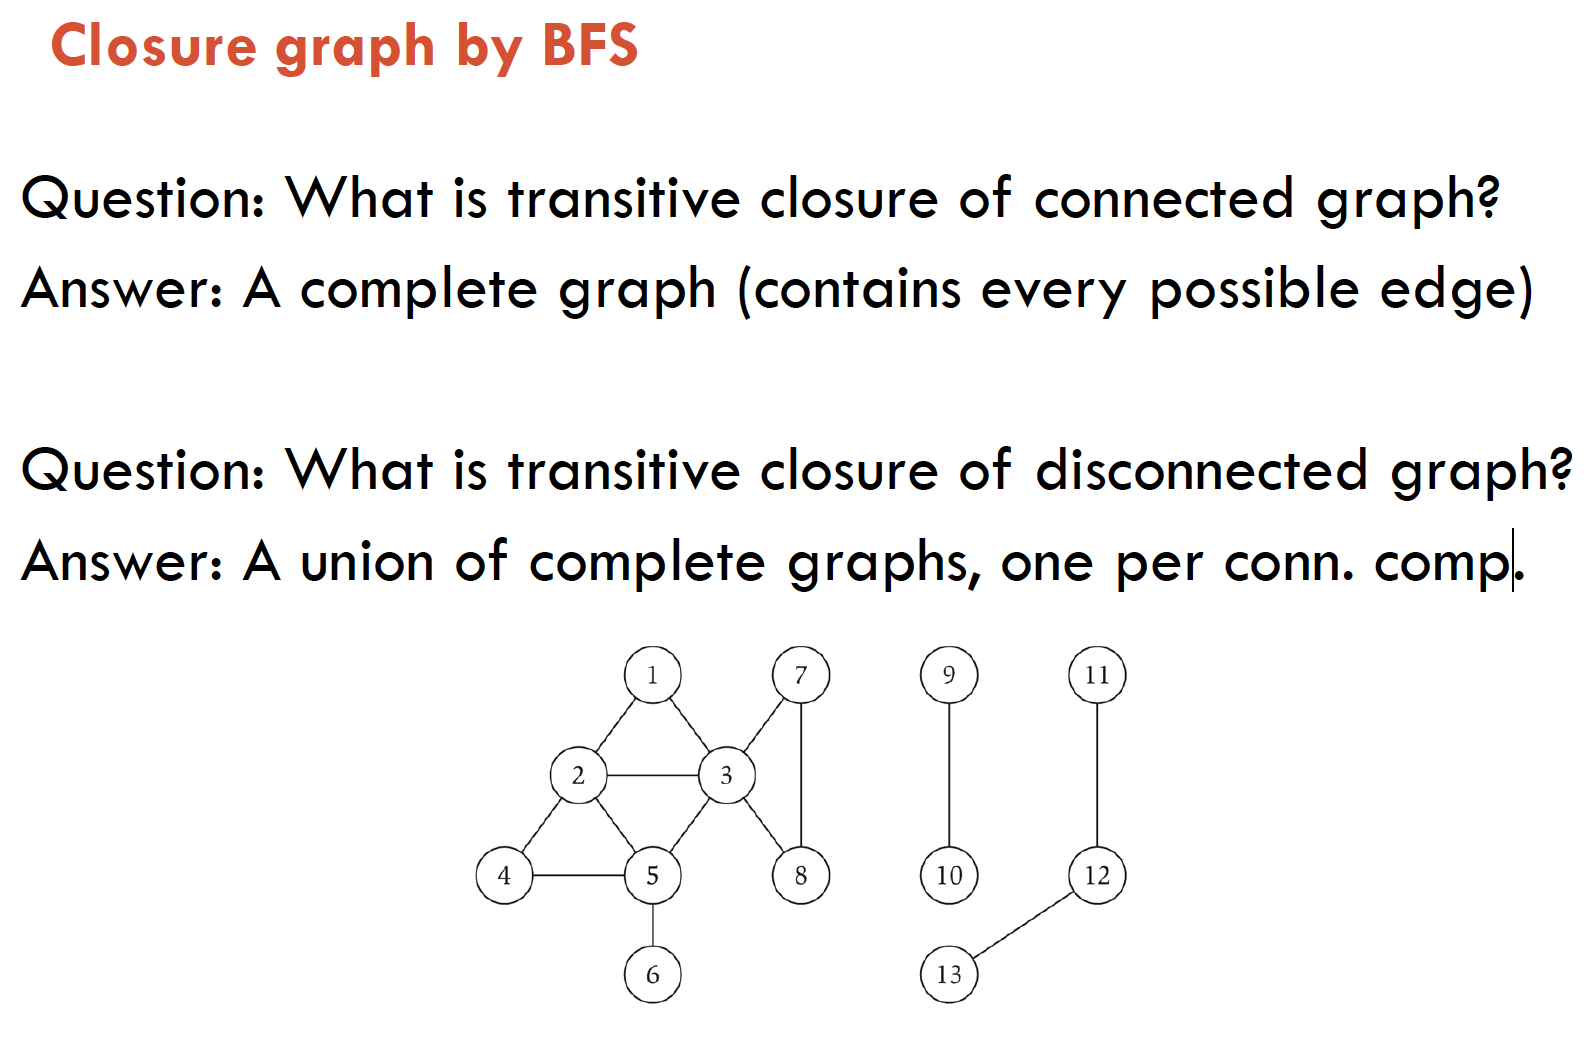 Closure graph by BFS
Question: What is transitive closure of connected graph?
Answer: A complete graph (contains every possible edge)
Question: What is transitive closure of disconnected graph?
Answer: A union of complete graphs, one per conn. comp.
1 7 9 11
2 3
4 5 8 10 12
6 13